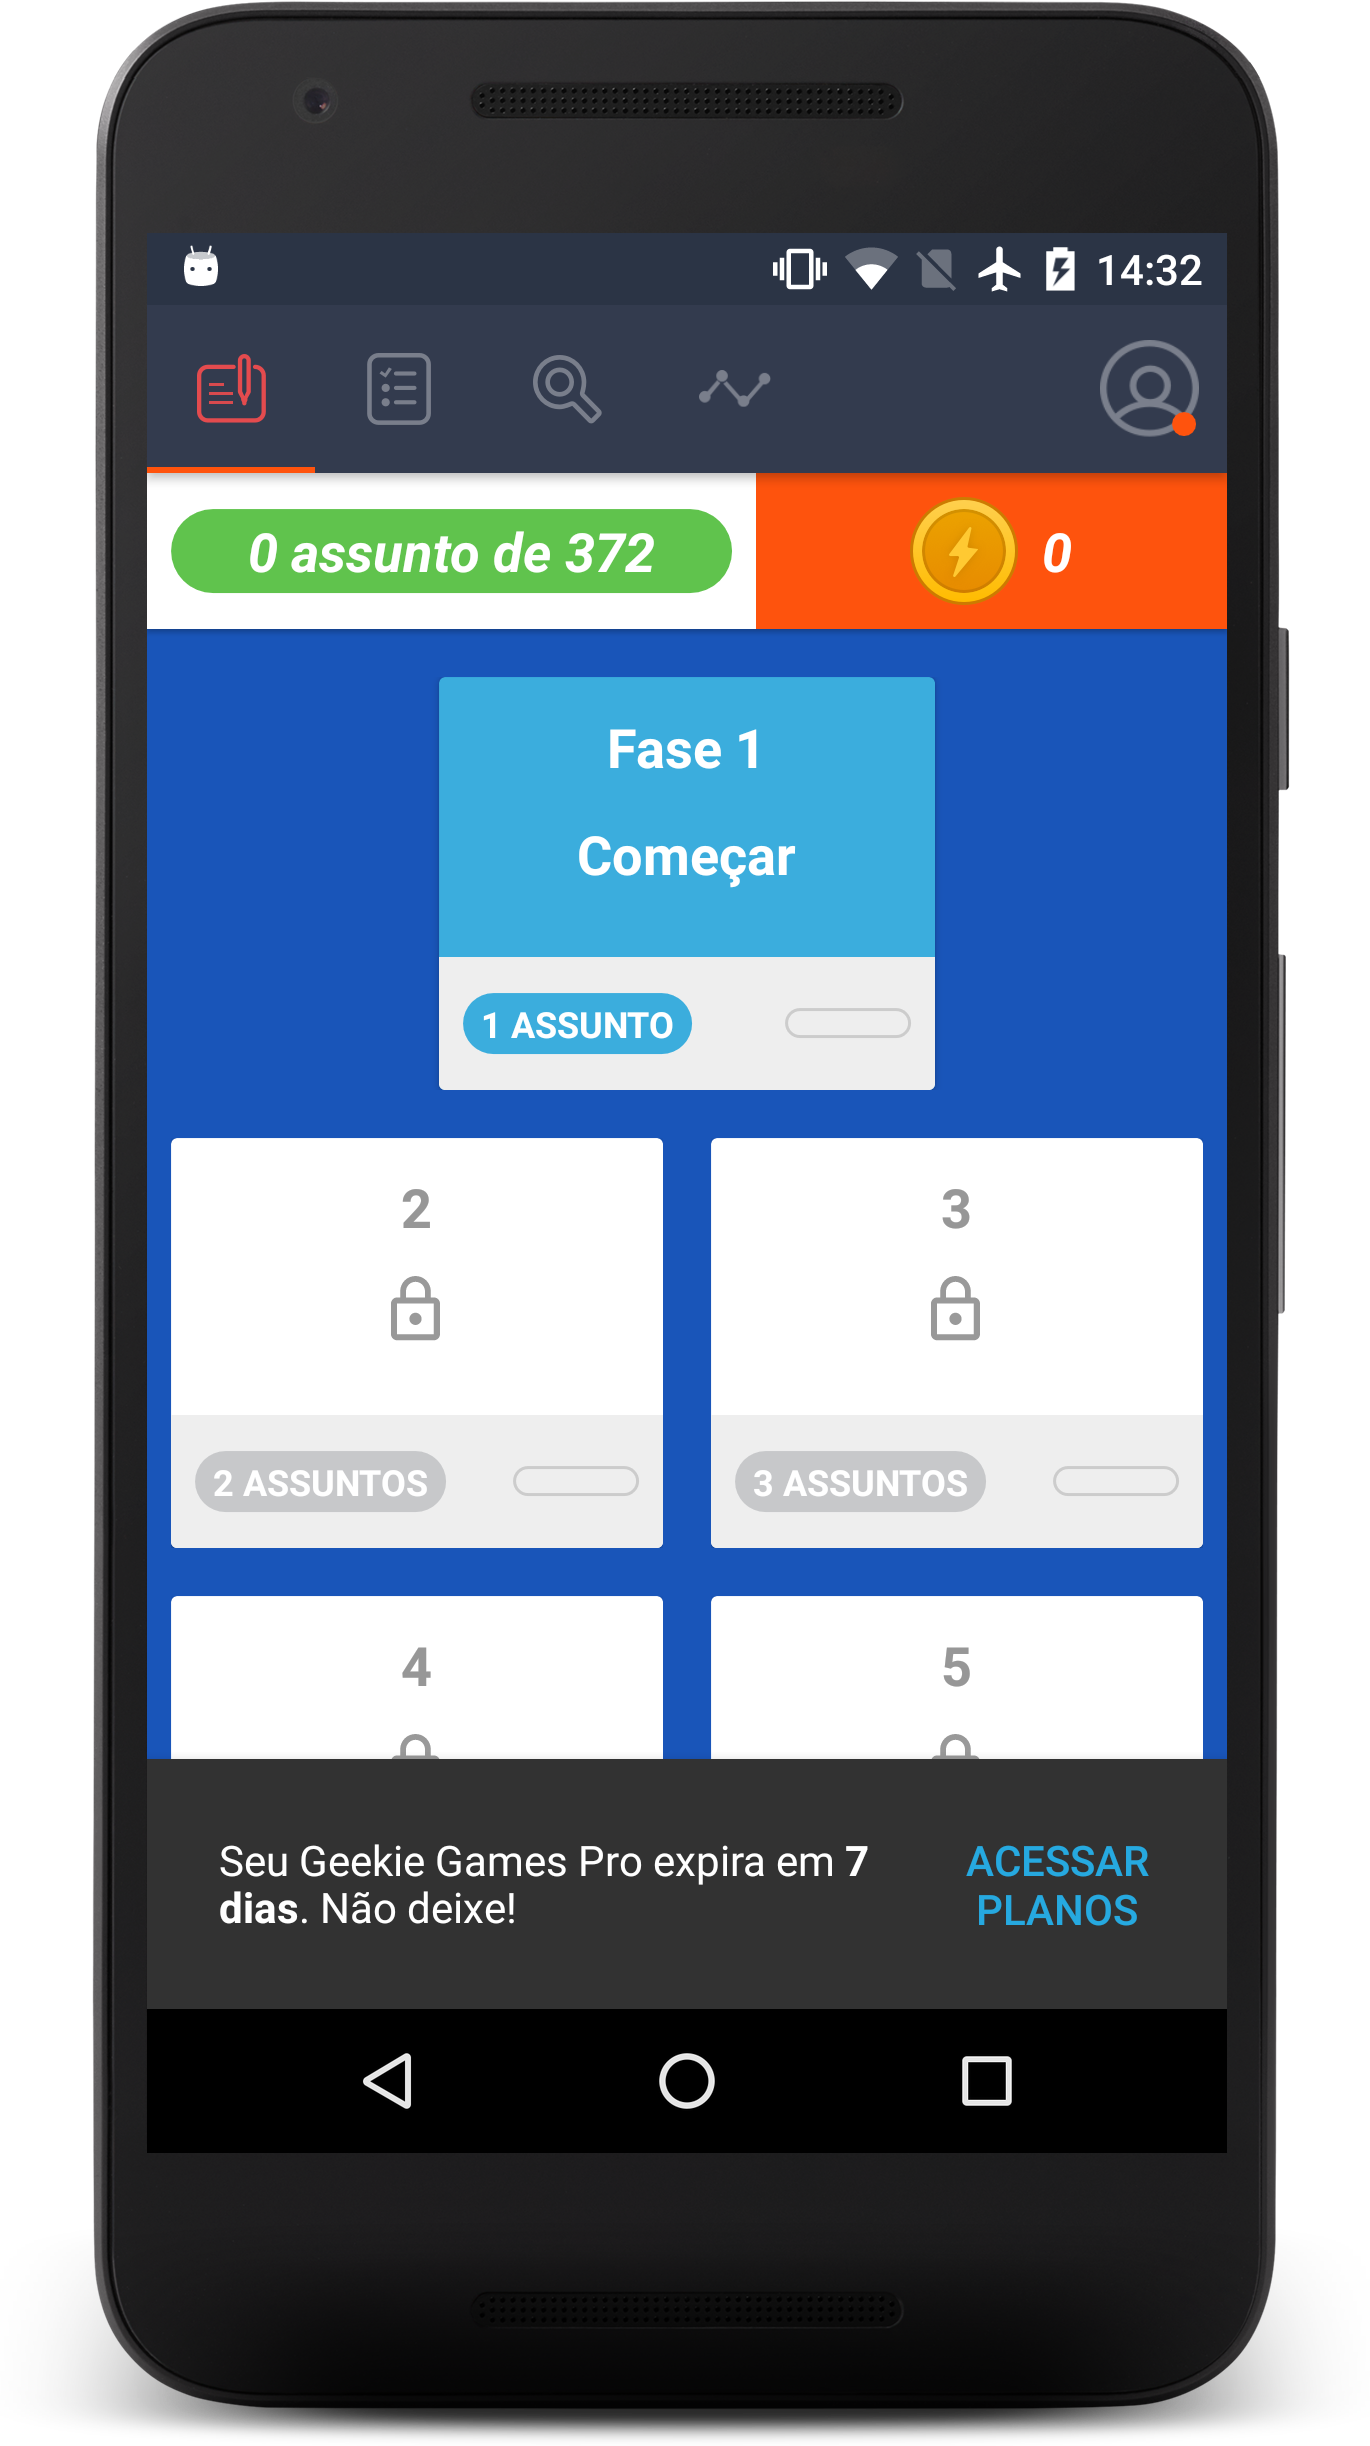 14:32
0 assunto de 372
0
Fase 1
Começar
1 ASSUNTO
2
3
2 ASSUNTOS
3 ASSUNTOS
4
5
Seu Geekie Games Pro expira em 7
dias. Não deixe!
ACESSAR
PLANOS